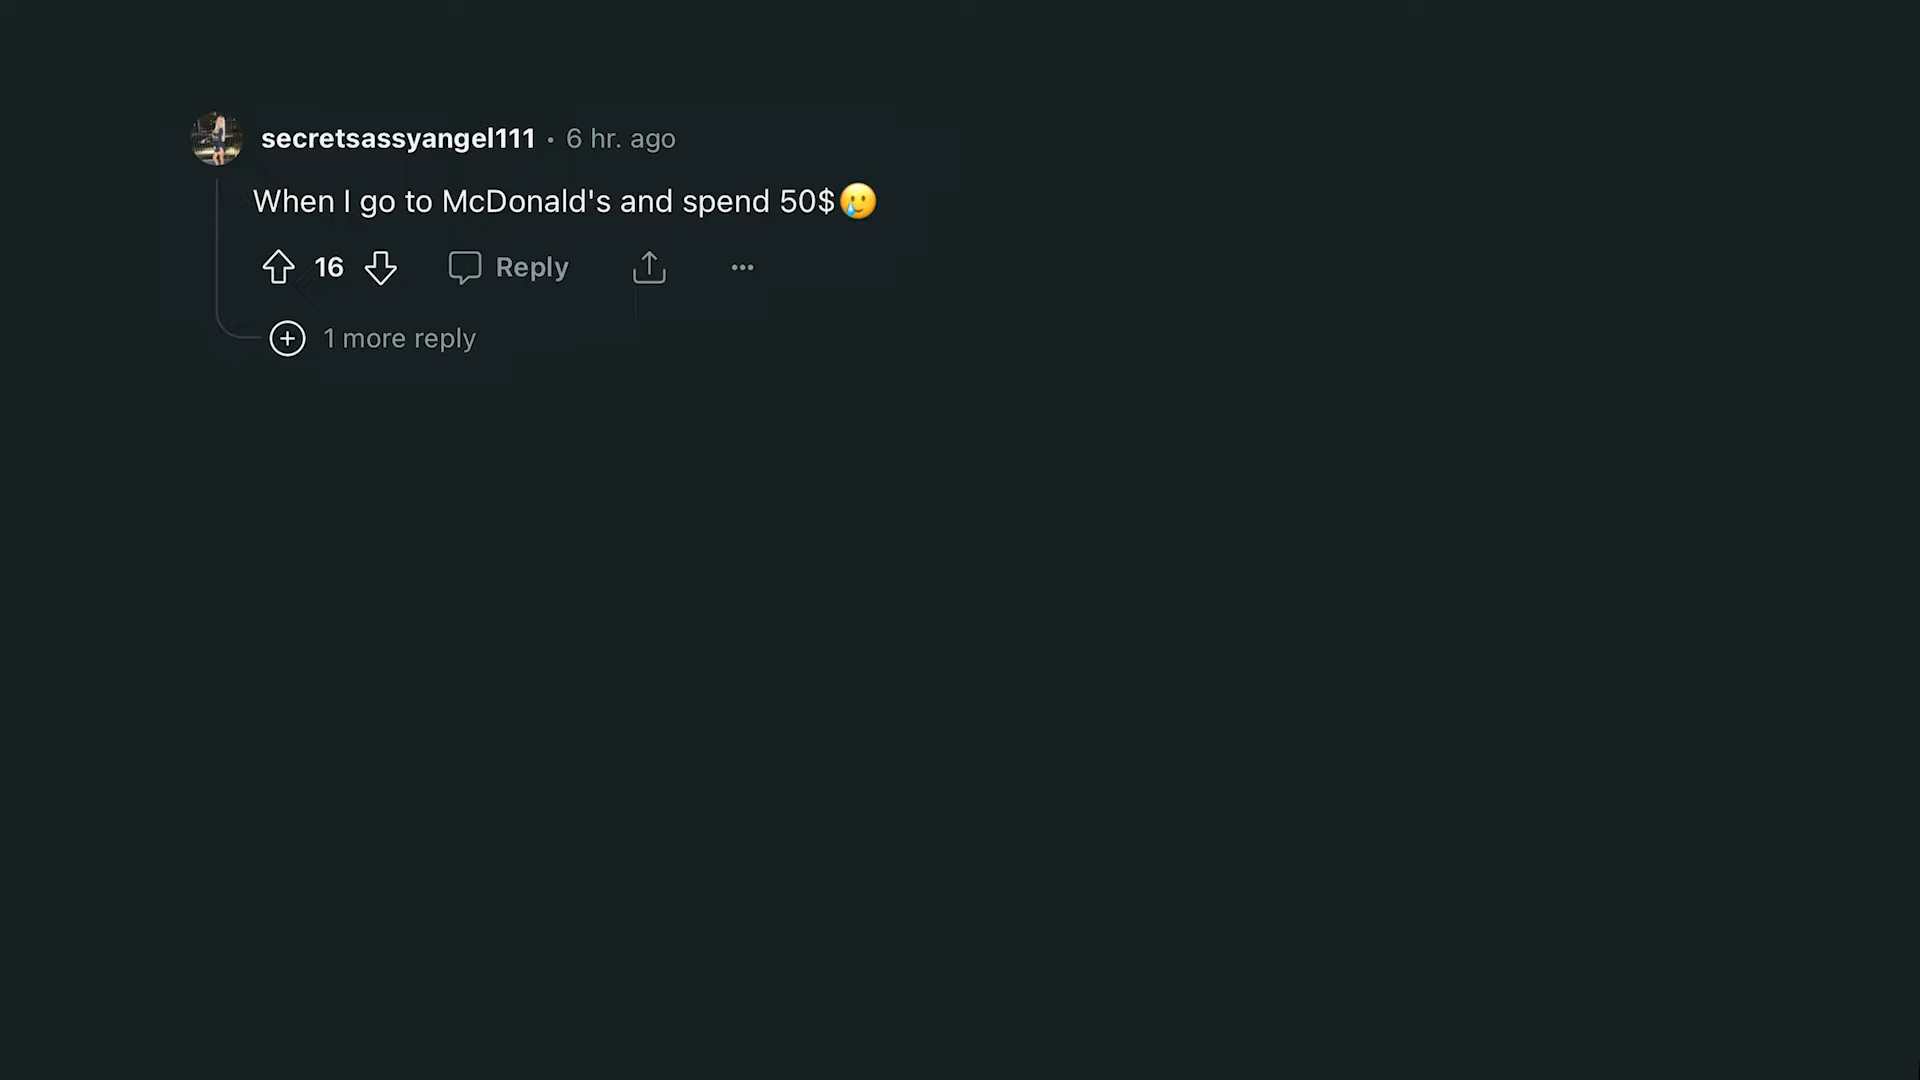 secretsassyangel111 · 6 hr. ago
When I go to McDonald's and spend 50$🥲
16 Reply
1 more reply